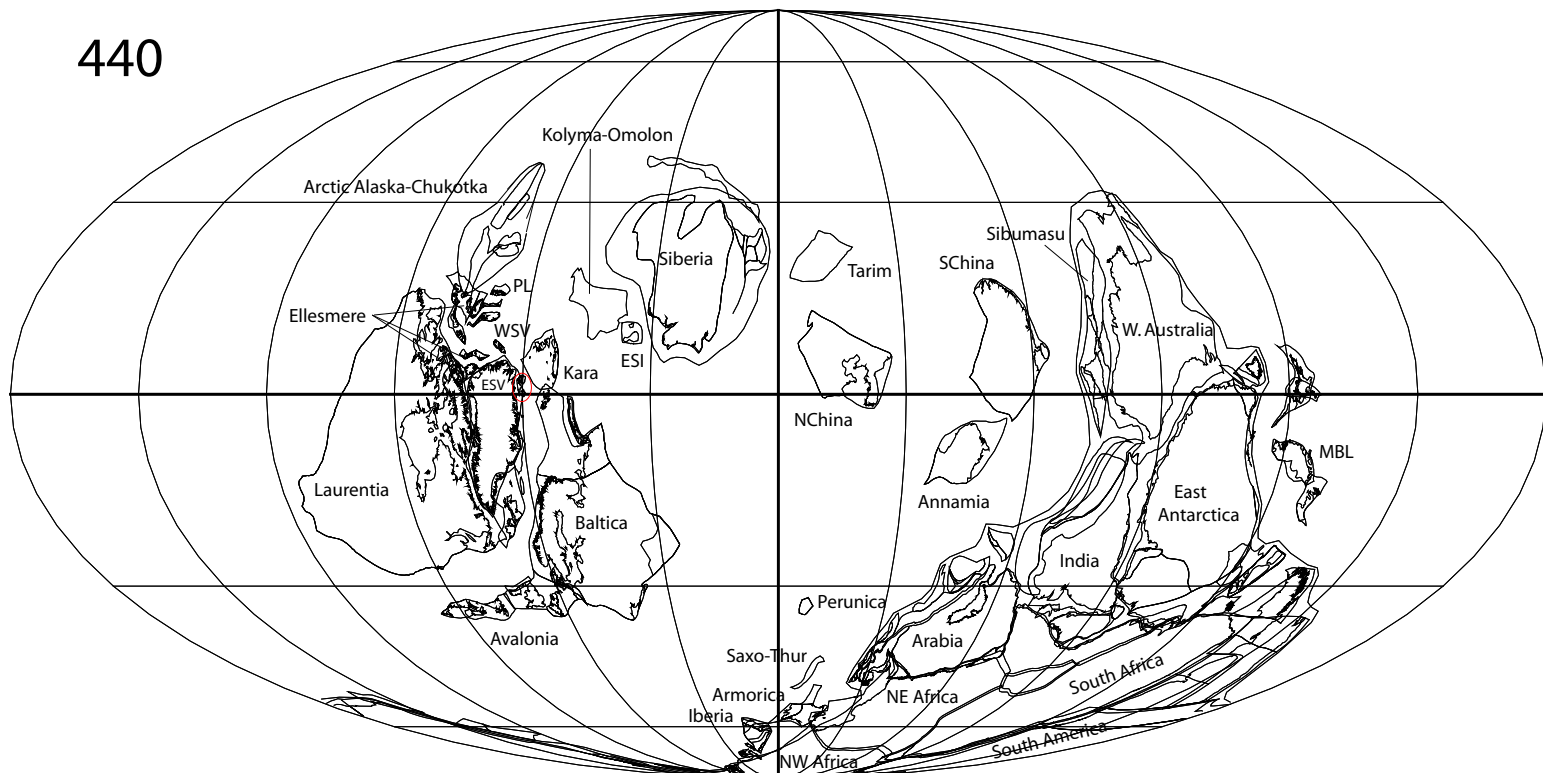 440
Kolyma-Omolon
Arctic Alaska-Chukotka
Sibumasu
Siberia
SChina
Tarim
PL
Ellesmere
WSV
W. Australia
ESI
Kara
ESV
NChina
MBL
Laurentia
East
Antarctica
Annamia
Baltica
India
Perunica
Avalonia
Arabia
Saxo-Thur
South Africa
Armorica
NE Africa
Iberia
South America
NW Africa